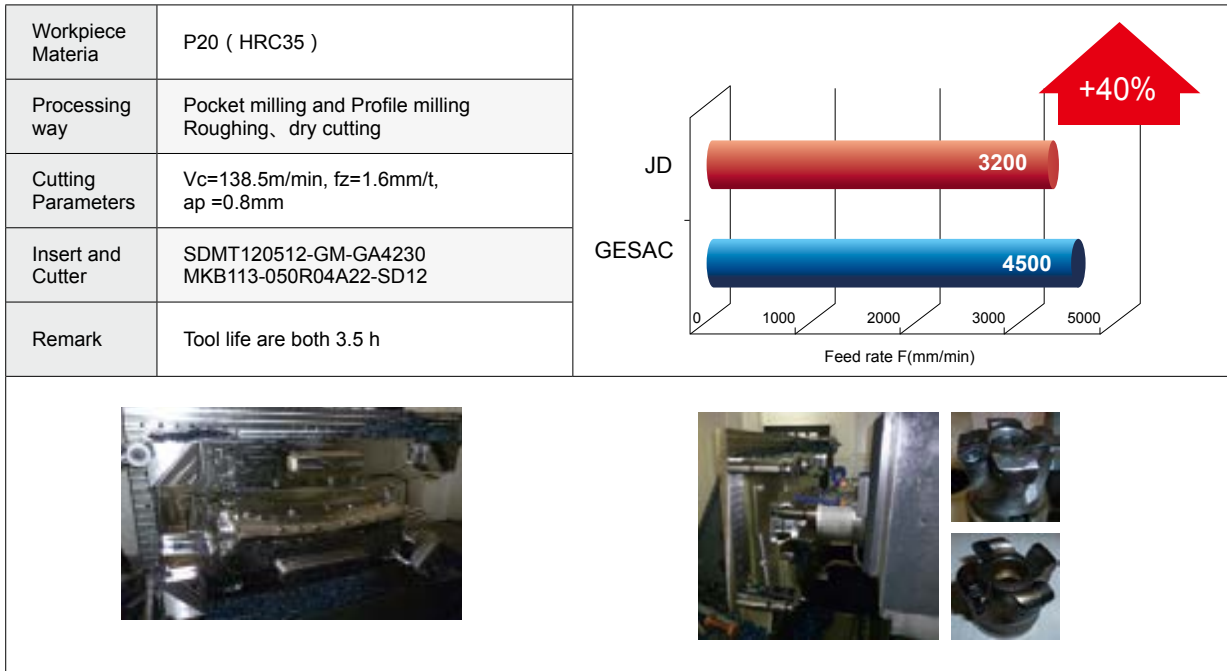 Workpiece
Materia
P20 ( HRC35 )
Processing
way
Pocket milling and Profile milling
Roughing、dry cutting
Cutting
Parameters
Vc=138.5m/min, fz=1.6mm/t,
ap =0.8mm
Insert and
Cutter
SDMT120512-GM-GA4230
MKB113-050R04A22-SD12
Remark
Tool life are both 3.5 h
+40%
JD
3200
GESAC
4500
0 1000 2000 3000 5000
Feed rate F(mm/min)